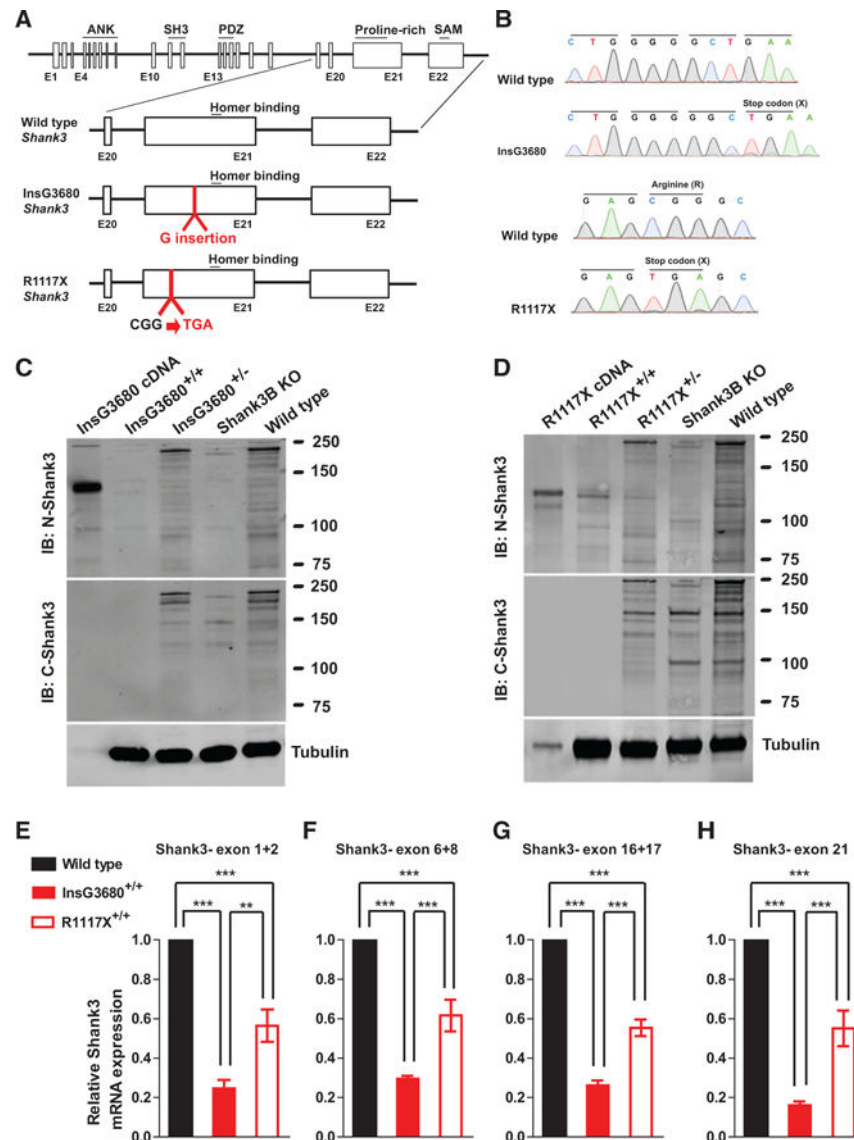 A
ANK SH3 PDZ Proline-rich SAM
E1 E4 E10 E13 E20 E21 E22
Wild type
Shank3
Homer binding
E20 E21 E22
InsG3680
Shank3
Homer binding
E20 E21 E22
G insertion
R1117X
Shank3
Homer binding
E20 E21 E22
CGG TGA
B
C T G G G G G C T G A A
Wild type
Stop codon (X)
C T G G G G G G C T G A A
InsG3680
Arginine (R)
G A G C G G G C
Wild type
Stop codon (X)
G A G T G A G C
R1117X
C
InsG3680 cDNA
InsG3680+/+
InsG3680+/-
Shank3B KO
Wild type
IB: N-Shank3
250
150
100
75
IB: C-Shank3
250
150
100
75
Tubulin
D
R1117X cDNA
R1117X+/+
R1117X+/-
Shank3B KO
Wild type
IB: N-Shank3
250
150
100
75
IB: C-Shank3
250
150
100
75
Tubulin
Wild type
InsG3680+/+
R1117X+/+
Relative Shank3
mRNA expression
E
Shank3- exon 1+2
***
*** **
1.0
0.8
0.6
0.4
0.2
0
F
Shank3- exon 6+8
***
*** ***
1.0
0.8
0.6
0.4
0.2
0
G
Shank3- exon 16+17
***
*** ***
1.0
0.8
0.6
0.4
0.2
0
H
Shank3- exon 21
***
*** ***
1.0
0.8
0.6
0.4
0.2
0